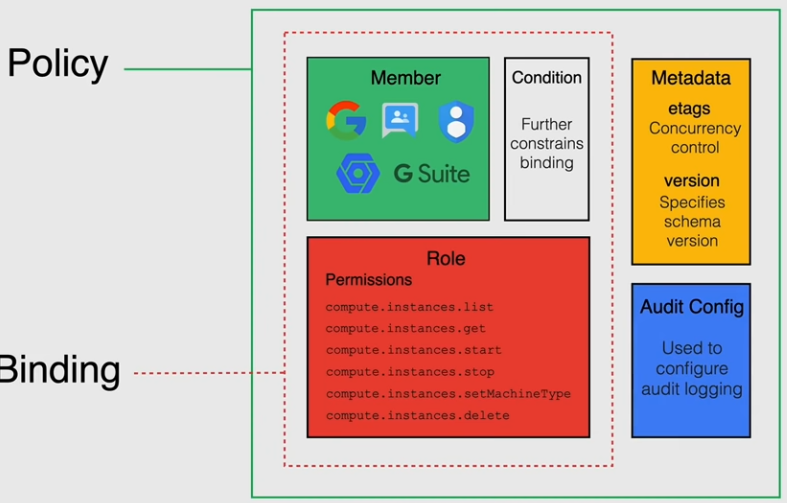 Policy
Member
G Suite
Condition
Further
constrains
binding
Metadata
etags
Concurrency
control
version
Specifies
schema
version
Role
Permissions
compute.instances.list
compute.instances.get
compute.instances.start
compute.instances.stop
compute.instances.setMachineType
compute.instances.delete
Audit Config
Used to
configure
audit logging
Binding